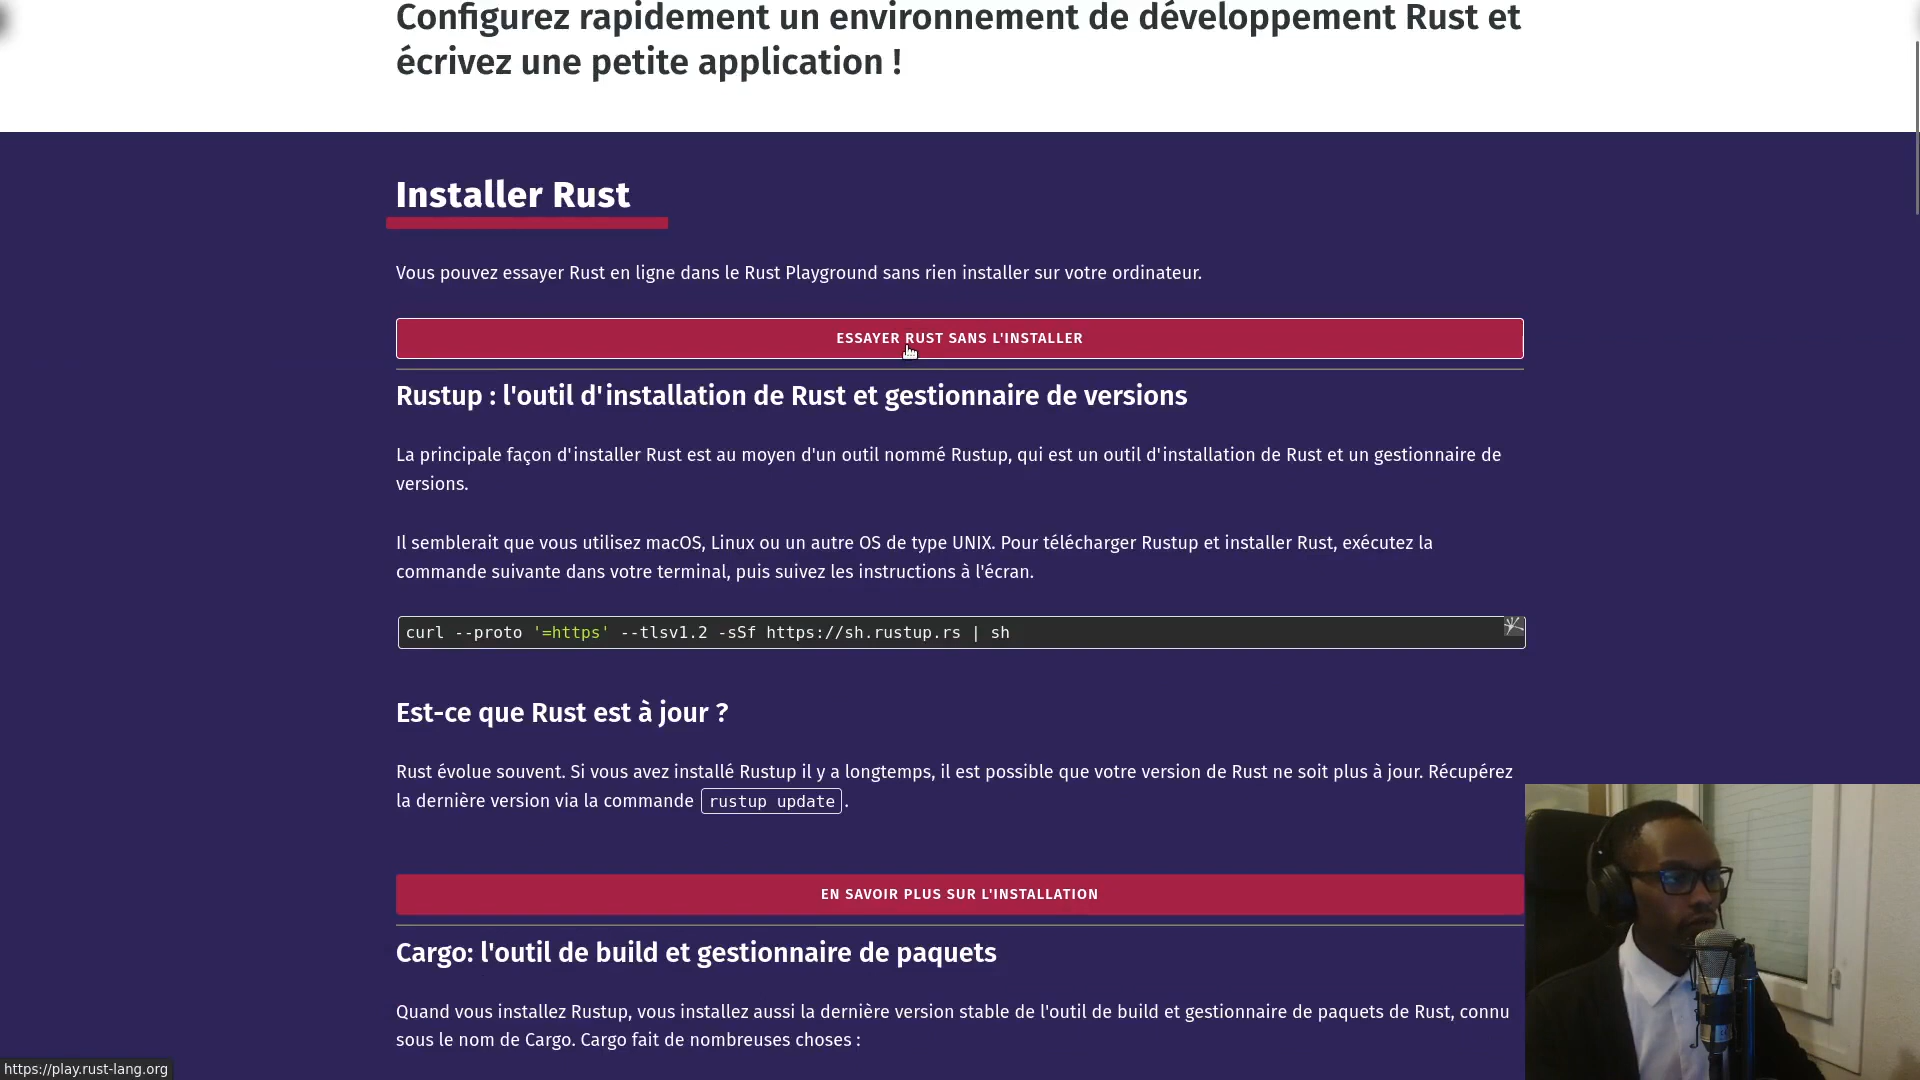 Configurez rapidement un environnement de développement Rust et
écrivez une petite application !
Installer Rust
Vous pouvez essayer Rust en ligne dans le Rust Playground sans rien installer sur votre ordinateur.
ESSAYER RUST SANS L'INSTALLER
Rustup : l'outil d'installation de Rust et gestionnaire de versions
La principale façon d'installer Rust est au moyen d'un outil nommé Rustup, qui est un outil d'installation de Rust et un gestionnaire de
versions.
Il semblerait que vous utilisez macOS, Linux ou un autre OS de type UNIX. Pour télécharger Rustup et installer Rust, exécutez la
commande suivante dans votre terminal, puis suivez les instructions à l'écran.
curl --proto '=https' --tlsv1.2 -sSf https://sh.rustup.rs | sh
Est-ce que Rust est à jour ?
Rust évolue souvent. Si vous avez installé Rustup il y a longtemps, il est possible que votre version de Rust ne soit plus à jour. Récupérez
la dernière version via la commande rustup update.
EN SAVOIR PLUS SUR L'INSTALLATION
Cargo: l'outil de build et gestionnaire de paquets
Quand vous installez Rustup, vous installez aussi la dernière version stable de l'outil de build et gestionnaire de paquets de Rust, connu
sous le nom de Cargo. Cargo fait de nombreuses choses :
https://play.rust-lang.org